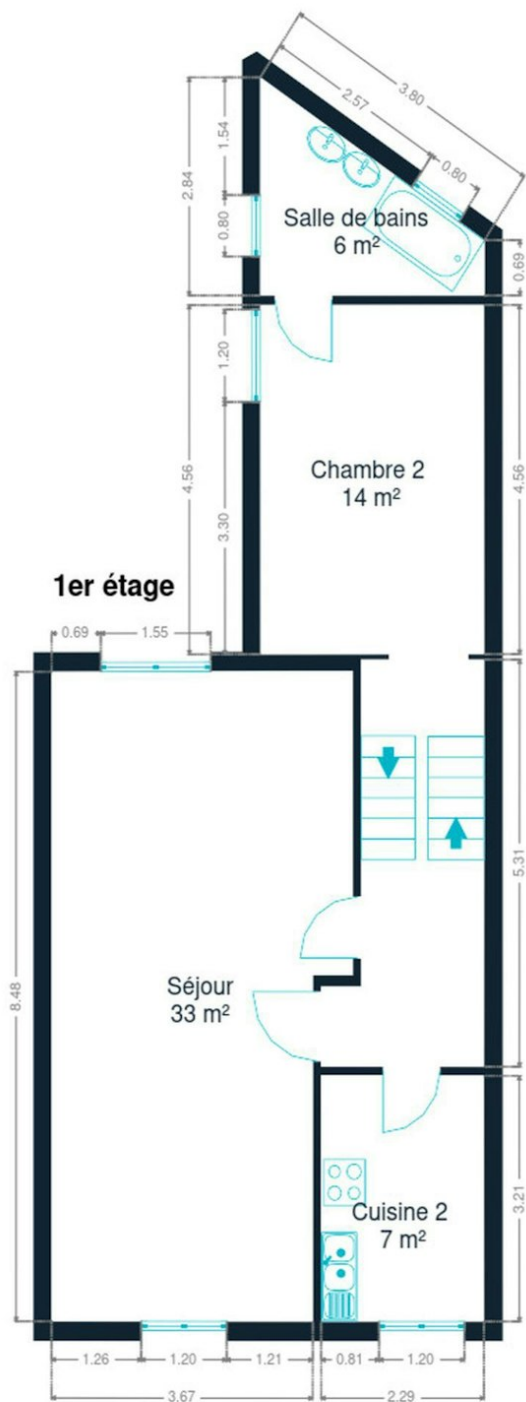 3.80
2.57
0.80
1.54
2.84
0.80
Salle de bains
6 m²
0.69
1.20
4.56
3.30
Chambre 2
14 m²
4.56
1er étage
0.69
1.55
5.31
8.48
Séjour
33 m²
3.21
Cuisine 2
7 m²
1.26
1.20
1.21
0.81
1.20
3.67
2.29